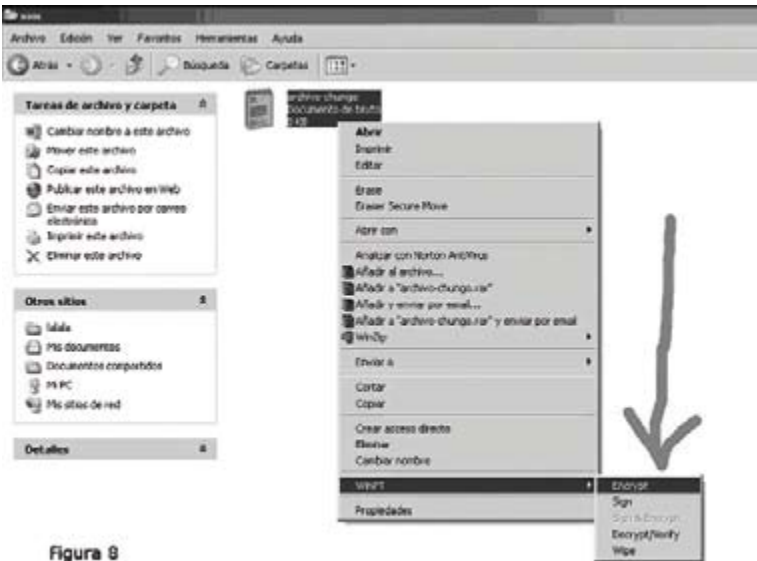 Archivo Edición Ver Favoritos Herramientas Ayuda
Atrás Búsqueda Carpetas
Tareas de archivo y carpeta
Cambiar nombre a este archivo
Mover este archivo
Copiar este archivo
Publicar este archivo en Web
Enviar este archivo por correo
electrónico
Imprimir este archivo
Eliminar este archivo
Otros sitios
lalala
Mis documentos
Documentos compartidos
Mi PC
Mis sitios de red
Detalles
archivo chungo
Documento de texto
1 KB
Abrir
Imprimir
Editar
Erase
Eraser Secure Move
Abrir con
Analizar con Norton AntiVirus
Añadir al archivo...
Añadir a "archivo-chungo.rar"
Añadir y enviar por email...
Añadir a "archivo-chungo.rar" y enviar por email
WinZip
Enviar a
Cortar
Copiar
Crear acceso directo
Eliminar
Cambiar nombre
WinPT
Propiedades
Encrypt
Sign
Sign & Encrypt
Decrypt/Verify
Wipe
Figura 8